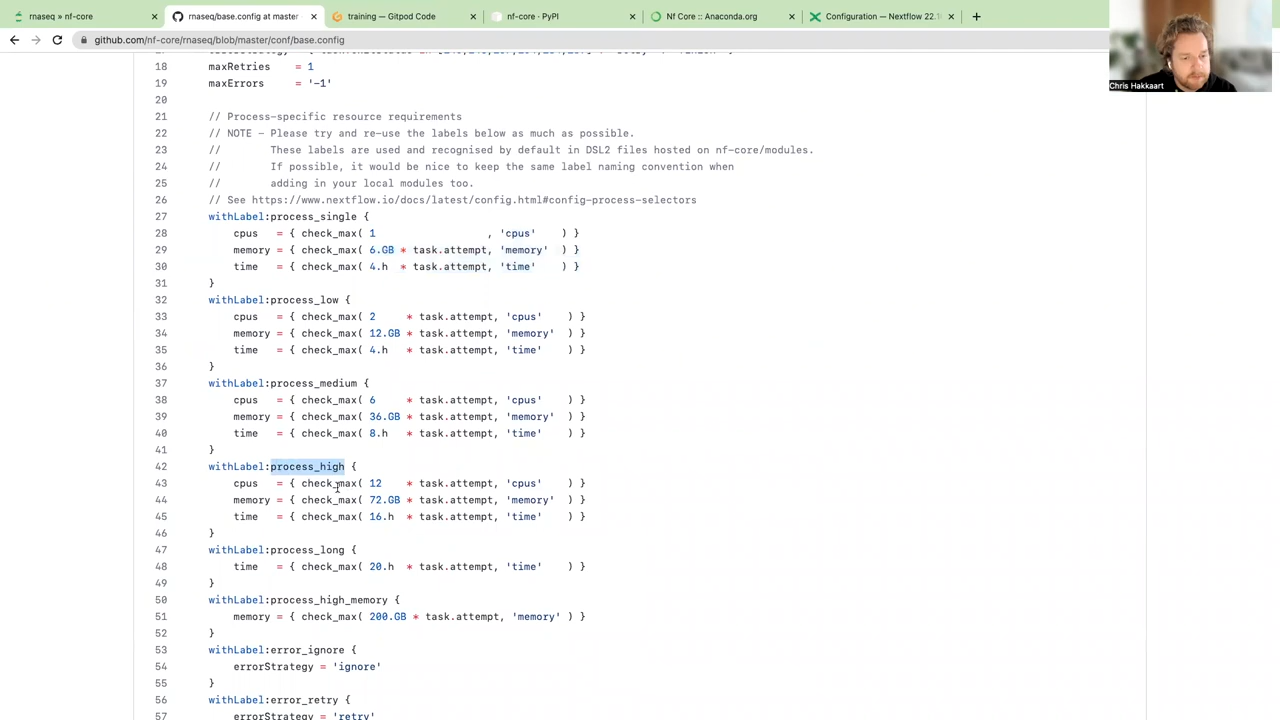 rnaseq » nf-core
rnaseq/base.config at master
training — Gitpod Code
nf-core · PyPI
Nf Core :: Anaconda.org
Configuration — Nextflow 22.1
github.com/nf-core/rnaseq/blob/master/conf/base.config
Chris Hakkaart
18 maxRetries = 1
19 maxErrors = '-1'
20
21 // Process-specific resource requirements
22 // NOTE - Please try and re-use the labels below as much as possible.
23 // These labels are used and recognised by default in DSL2 files hosted on nf-core/modules.
24 // If possible, it would be nice to keep the same label naming convention when
25 // adding in your local modules too.
26 // See https://www.nextflow.io/docs/latest/config.html#config-process-selectors
27 withLabel:process_single {
28 cpus = { check_max( 1 , 'cpus' ) }
29 memory = { check_max( 6.GB * task.attempt, 'memory' ) }
30 time = { check_max( 4.h * task.attempt, 'time' ) }
31 }
32 withLabel:process_low {
33 cpus = { check_max( 2 * task.attempt, 'cpus' ) }
34 memory = { check_max( 12.GB * task.attempt, 'memory' ) }
35 time = { check_max( 4.h * task.attempt, 'time' ) }
36 }
37 withLabel:process_medium {
38 cpus = { check_max( 6 * task.attempt, 'cpus' ) }
39 memory = { check_max( 36.GB * task.attempt, 'memory' ) }
40 time = { check_max( 8.h * task.attempt, 'time' ) }
41 }
42 withLabel:process_high {
43 cpus = { check_max( 12 * task.attempt, 'cpus' ) }
44 memory = { check_max( 72.GB * task.attempt, 'memory' ) }
45 time = { check_max( 16.h * task.attempt, 'time' ) }
46 }
47 withLabel:process_long {
48 time = { check_max( 20.h * task.attempt, 'time' ) }
49 }
50 withLabel:process_high_memory {
51 memory = { check_max( 200.GB * task.attempt, 'memory' ) }
52 }
53 withLabel:error_ignore {
54 errorStrategy = 'ignore'
55 }
56 withLabel:error_retry {
57 errorStrategy = 'retry'